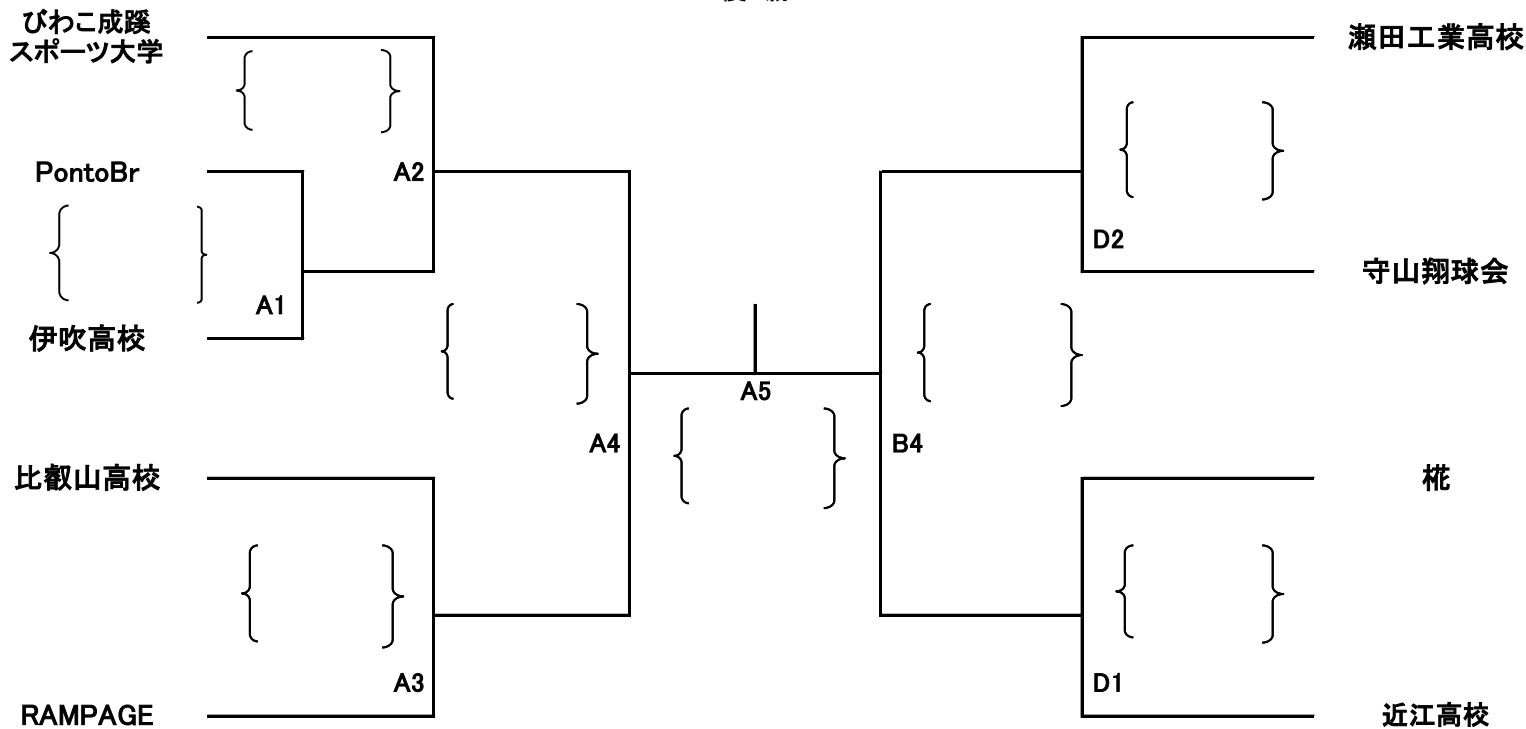 びわこ成蹊
スポーツ大学
瀬田工業高校
PontoBr
A2
D2
守山翔球会
A1
伊吹高校
A5
A4
B4
比叡山高校
椛
A3
D1
RAMPAGE
近江高校